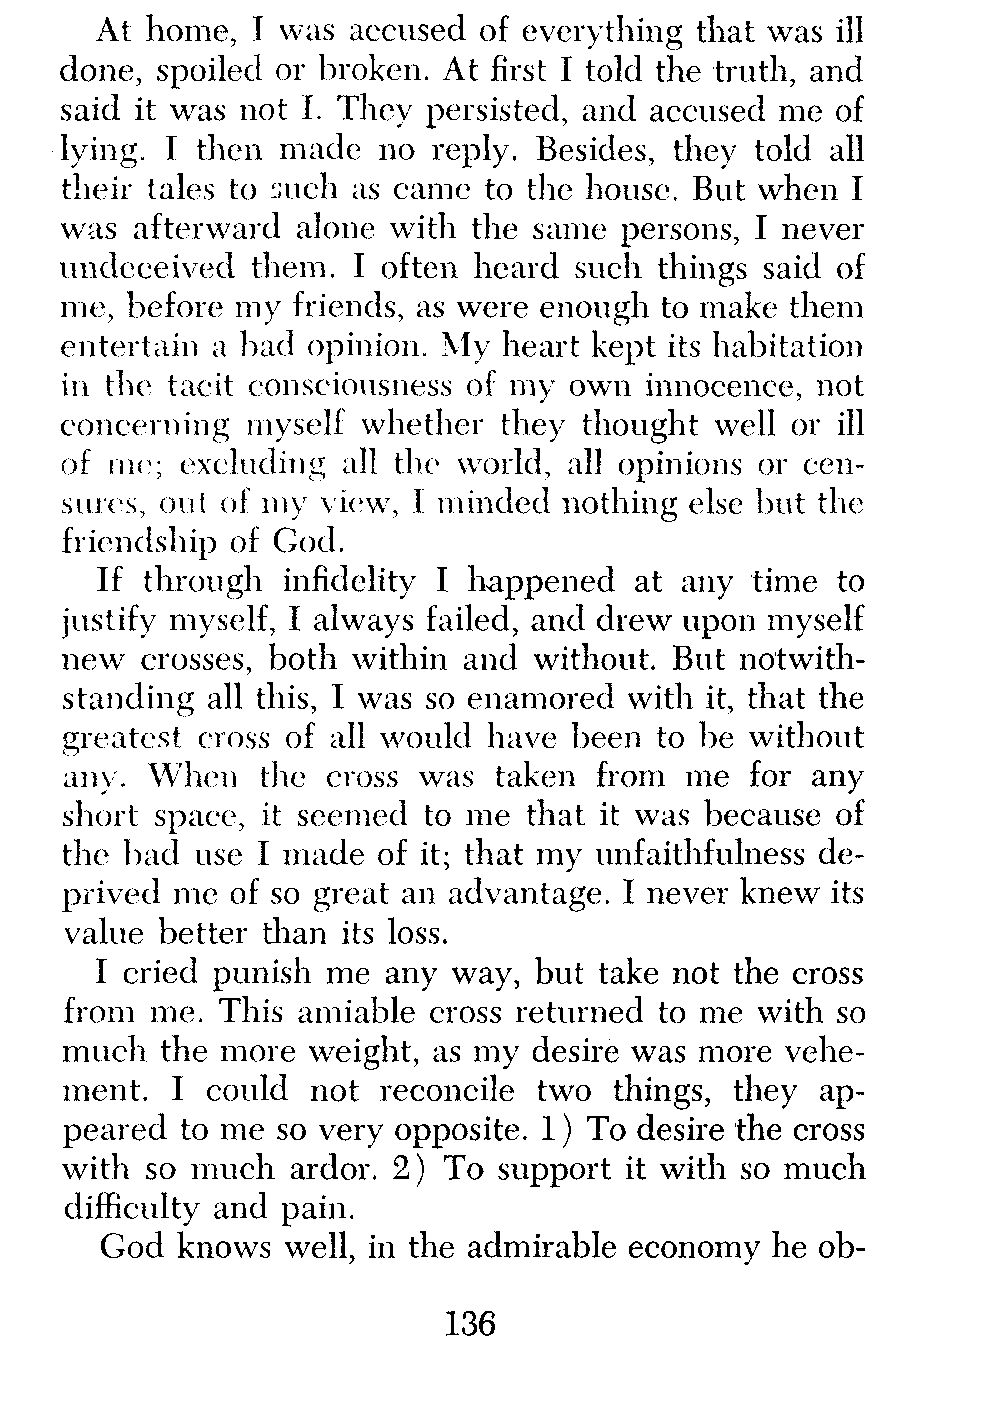 At home, I was accused of everything that was ill
done, spoiled or broken. At first I told the truth, and
said it was not I. They persisted, and accused me of
lying. I then made no reply. Besides, they told all
their tales to such as came to the house. But when I
was afterward alone with the same persons, I never
undeceived them. I often heard such things said of
me, before my friends, as were enough to make them
entertain a bad opinion. My heart kept its habitation
in the tacit consciousness of my own innocence, not
concerning myself whether they thought well or ill
of me; excluding all the world, all opinions or cen-
sures, out of my view, I minded nothing else but the
friendship of God.
If through infidelity I happened at any time to
justify myself, I always failed, and drew upon myself
new crosses, both within and without. But notwith-
standing all this, I was so enamored with it, that the
greatest cross of all would have been to be without
any. When the cross was taken from me for any
short space, it seemed to me that it was because of
the bad use I made of it; that my unfaithfulness de-
prived me of so great an advantage. I never knew its
value better than its loss.
I cried punish me any way, but take not the cross
from me. This amiable cross returned to me with so
much the more weight, as my desire was more vehe-
ment. I could not reconcile two things, they ap-
peared to me so very opposite. 1) To desire the cross
with so much ardor. 2) To support it with so much
difficulty and pain.
God knows well, in the admirable economy he ob-
136